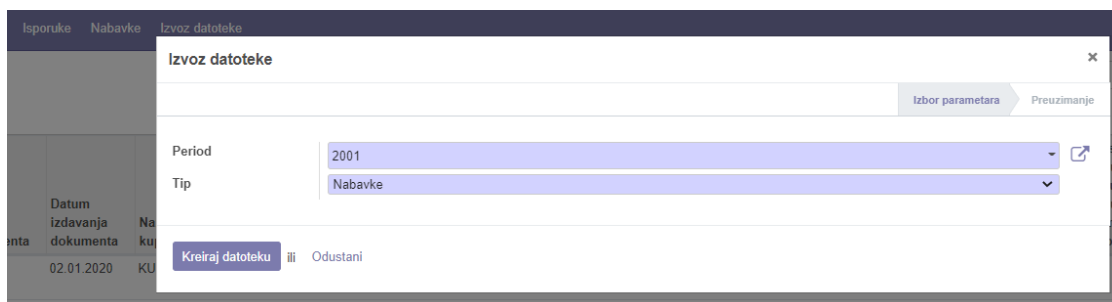 Isporuke Nabavke Izvoz datoteke
Izvoz datoteke ×
Izbor parametara Preuzimanje
Period 2001
Tip Nabavke
Datum
izdavanja
dokumenta
02.01.2020 KU
Kreiraj datoteku ili Odustani